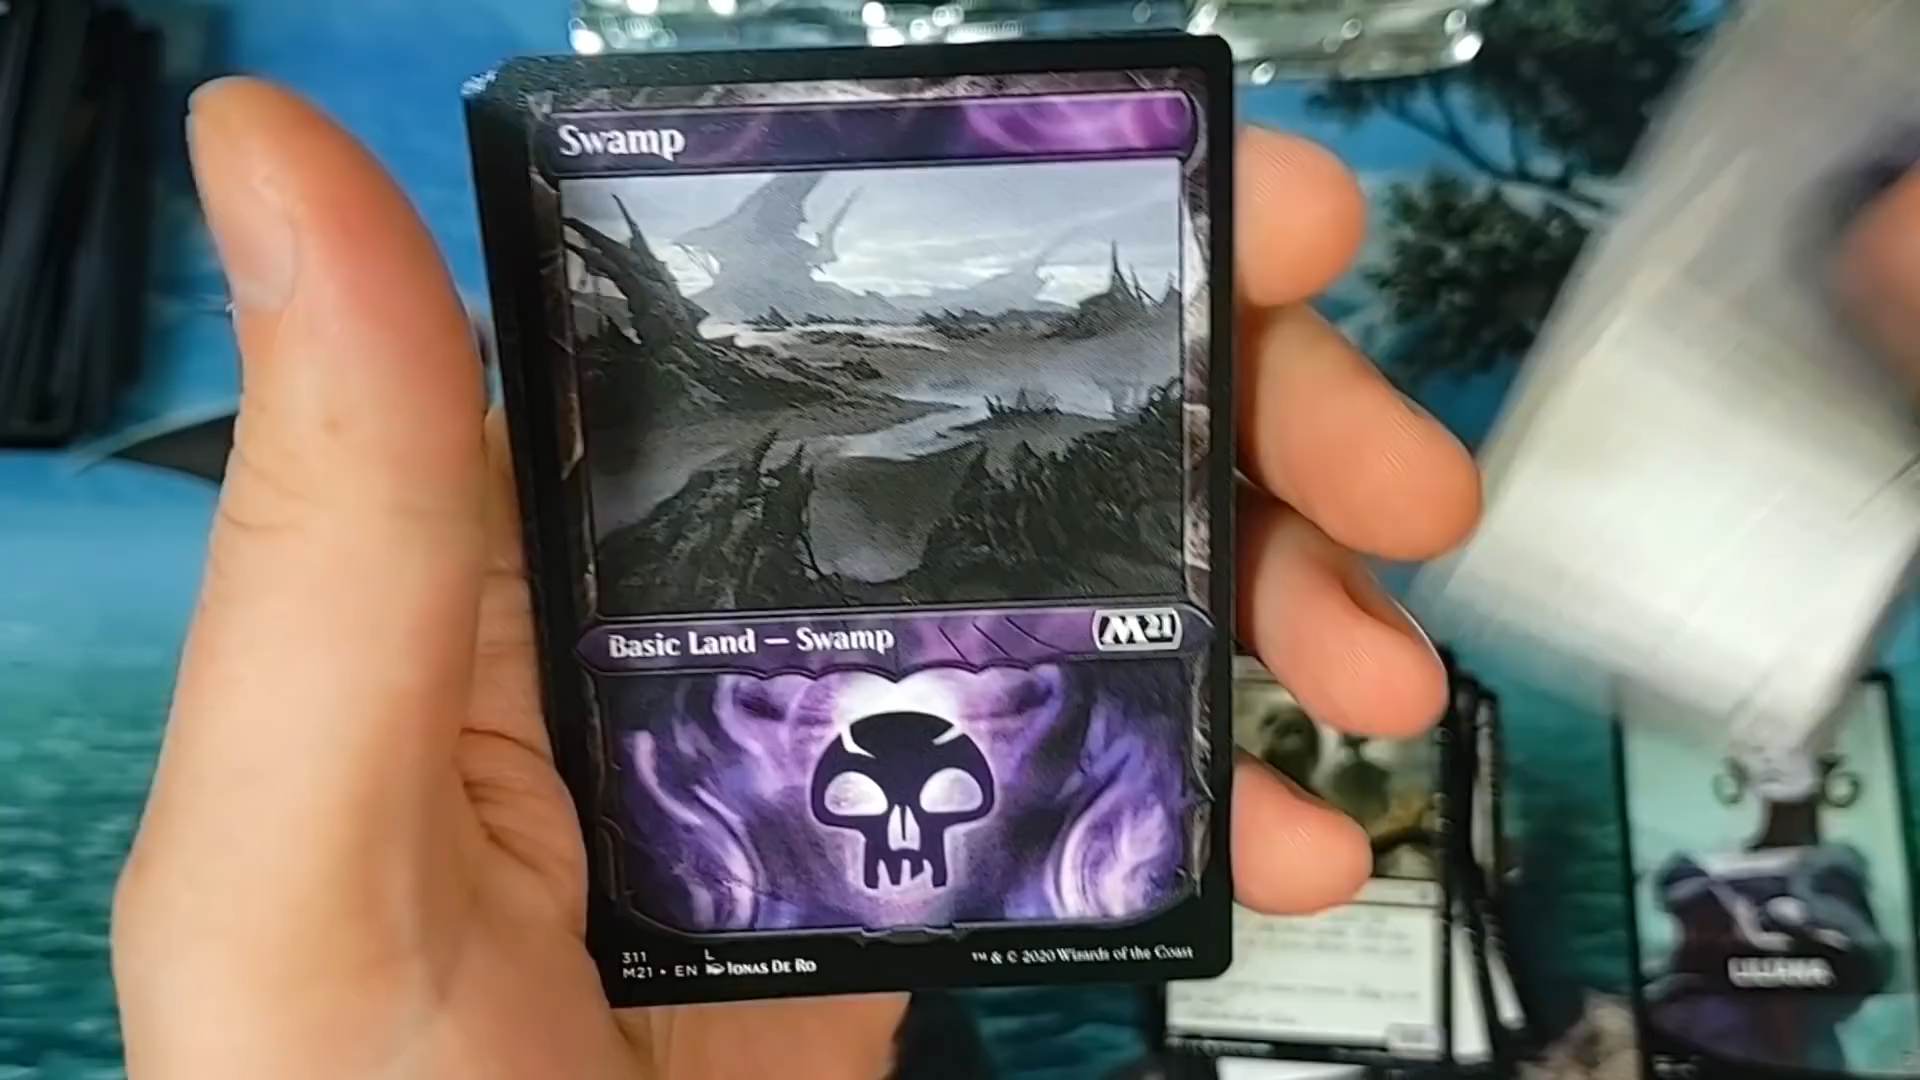 Swamp
Basic Land — Swamp
M21
311 L
M21 • EN Jonas De Ro
™ & © 2020 Wizards of the Coast
LILIANA